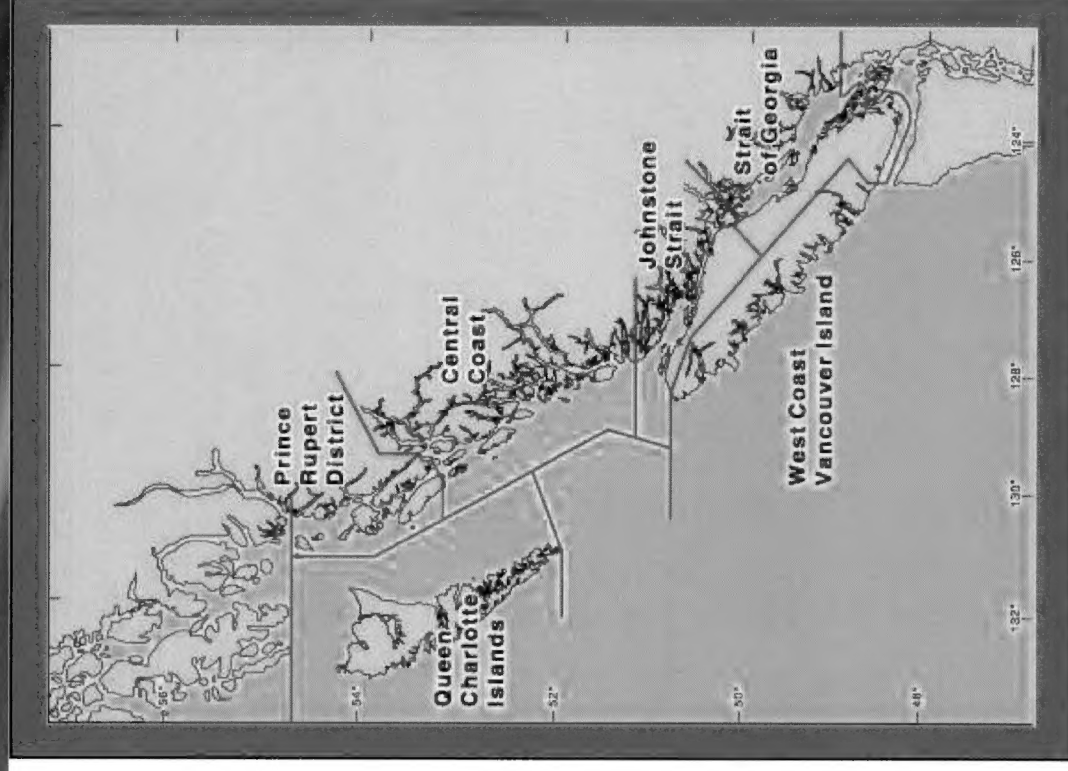 Prince
Rupert
District
Central
Coast
Johnstone
Strait
Strait
of Georgia
Queen
Charlotte
Islands
West Coast
Vancouver Island
56°
54°
52°
50°
48°
132°
130°
128°
126°
124°